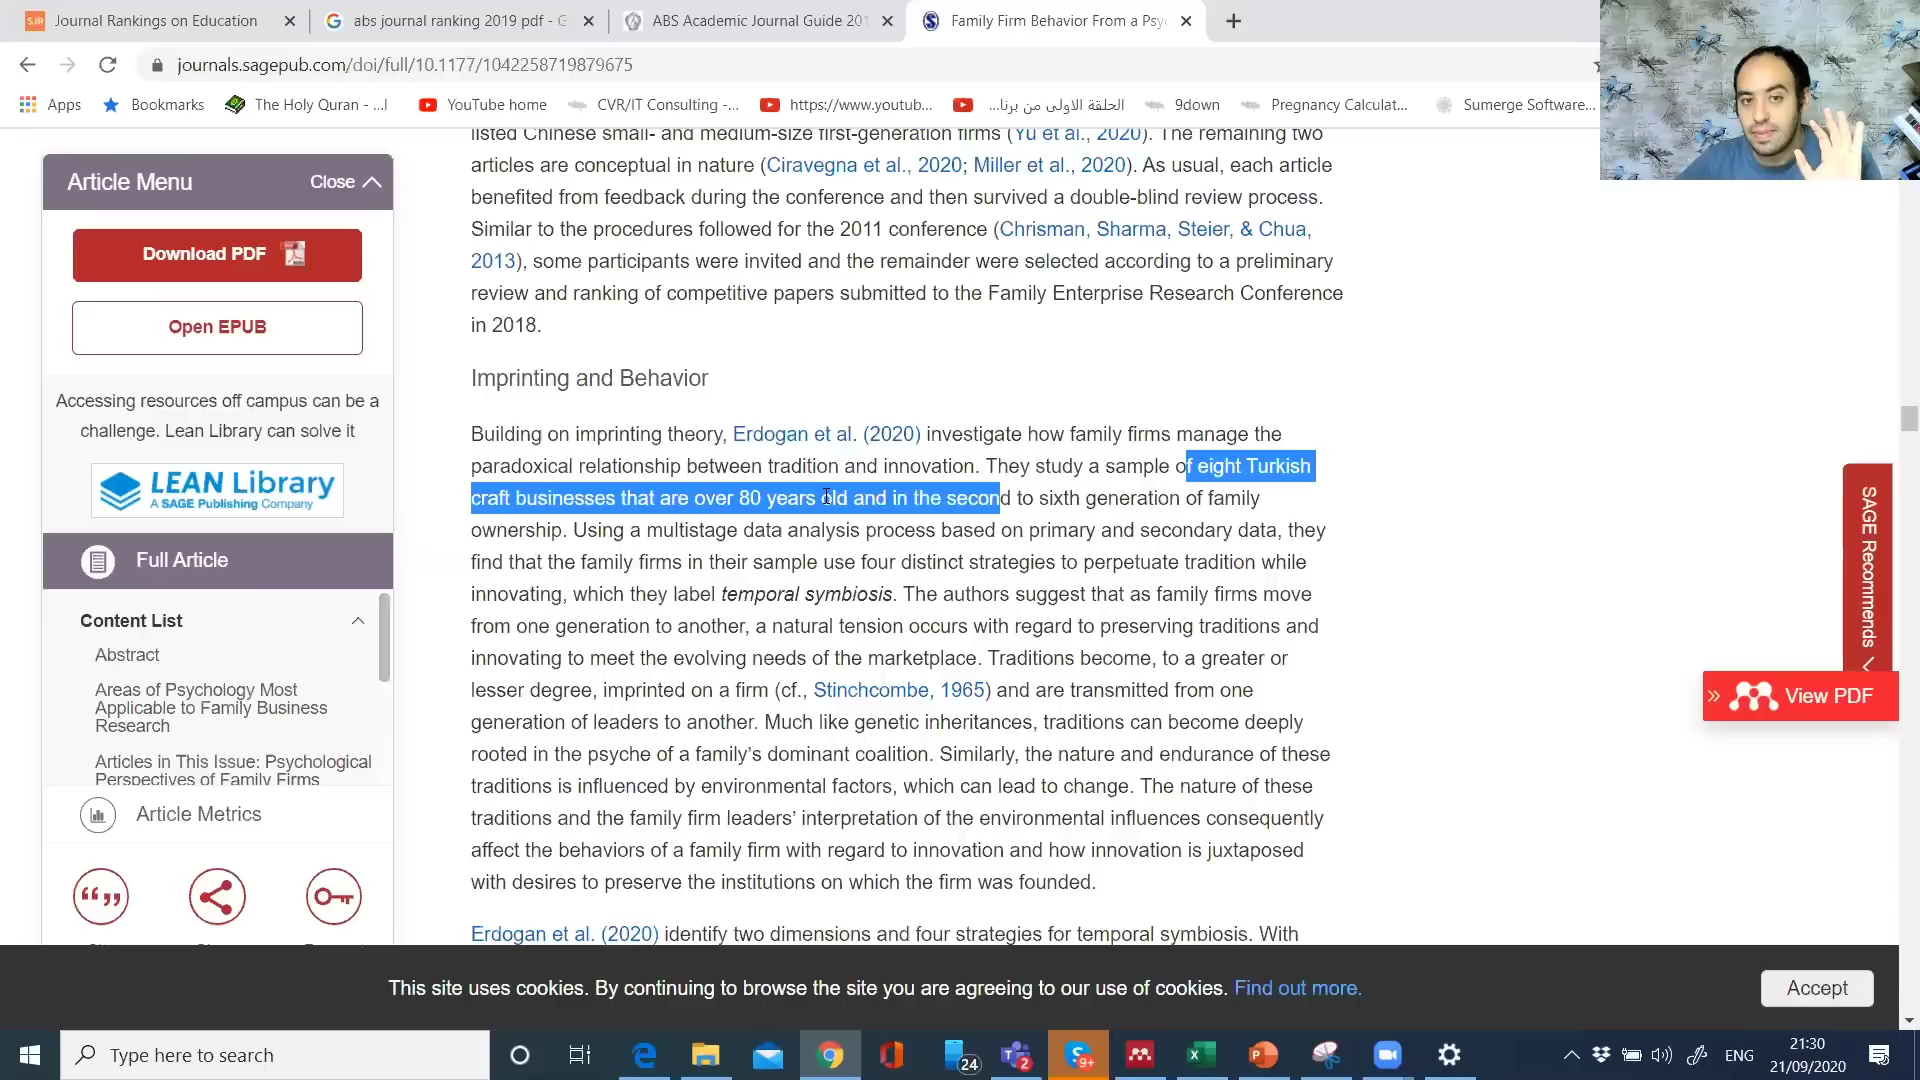 Journal Rankings on Education
abs journal ranking 2019 pdf - G
ABS Academic Journal Guide 201
Family Firm Behavior From a Psyc
journals.sagepub.com/doi/full/10.1177/1042258719879675
Apps
Bookmarks
The Holy Quran - ...l
YouTube home
CVR/IT Consulting -...
https://www.youtub...
الحلقة الاولى من برنا...
9down
Pregnancy Calculat...
Sumerge Software...
Article Menu
Close
Download PDF
Open EPUB
Accessing resources off campus can be a
challenge. Lean Library can solve it
LEAN Library
A SAGE Publishing Company
Full Article
Content List
Abstract
Areas of Psychology Most
Applicable to Family Business
Research
Articles in This Issue: Psychological
Perspectives of Family Firms
Article Metrics
listed Chinese small- and medium-size first-generation firms (Yu et al., 2020). The remaining two
articles are conceptual in nature (Ciravegna et al., 2020; Miller et al., 2020). As usual, each article
benefited from feedback during the conference and then survived a double-blind review process.
Similar to the procedures followed for the 2011 conference (Chrisman, Sharma, Steier, & Chua,
2013), some participants were invited and the remainder were selected according to a preliminary
review and ranking of competitive papers submitted to the Family Enterprise Research Conference
in 2018.
Imprinting and Behavior
Building on imprinting theory, Erdogan et al. (2020) investigate how family firms manage the
paradoxical relationship between tradition and innovation. They study a sample of eight Turkish
craft businesses that are over 80 years old and in the second to sixth generation of family
ownership. Using a multistage data analysis process based on primary and secondary data, they
find that the family firms in their sample use four distinct strategies to perpetuate tradition while
innovating, which they label temporal symbiosis. The authors suggest that as family firms move
from one generation to another, a natural tension occurs with regard to preserving traditions and
innovating to meet the evolving needs of the marketplace. Traditions become, to a greater or
lesser degree, imprinted on a firm (cf., Stinchcombe, 1965) and are transmitted from one
generation of leaders to another. Much like genetic inheritances, traditions can become deeply
rooted in the psyche of a family’s dominant coalition. Similarly, the nature and endurance of these
traditions is influenced by environmental factors, which can lead to change. The nature of these
traditions and the family firm leaders’ interpretation of the environmental influences consequently
affect the behaviors of a family firm with regard to innovation and how innovation is juxtaposed
with desires to preserve the institutions on which the firm was founded.
Erdogan et al. (2020) identify two dimensions and four strategies for temporal symbiosis. With
SAGE Recommends
View PDF
This site uses cookies. By continuing to browse the site you are agreeing to our use of cookies. Find out more.
Accept
Type here to search
24
2
9+
ENG
21:30
21/09/2020